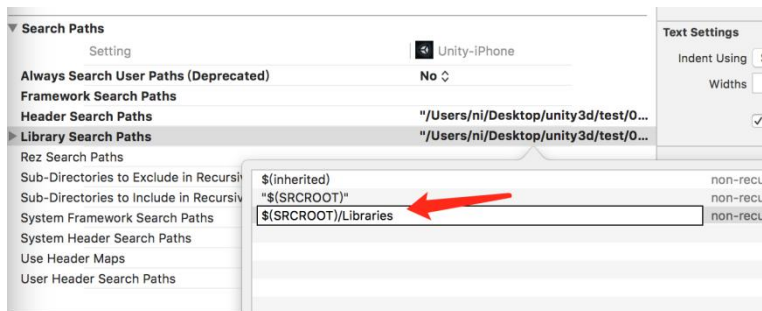 Search Paths
Setting Unity-iPhone
Always Search User Paths (Deprecated) No
Framework Search Paths
Header Search Paths "/Users/ni/Desktop/unity3d/test/0...
Library Search Paths "/Users/ni/Desktop/unity3d/test/0...
Rez Search Paths
Sub-Directories to Exclude in Recursi
Sub-Directories to Include in Recursiv
System Framework Search Paths
System Header Search Paths
Use Header Maps
User Header Search Paths
$(inherited) non-recu
"$(SRCROOT)" non-recu
$(SRCROOT)/Libraries non-recu
Text Settings
Indent Using
Widths